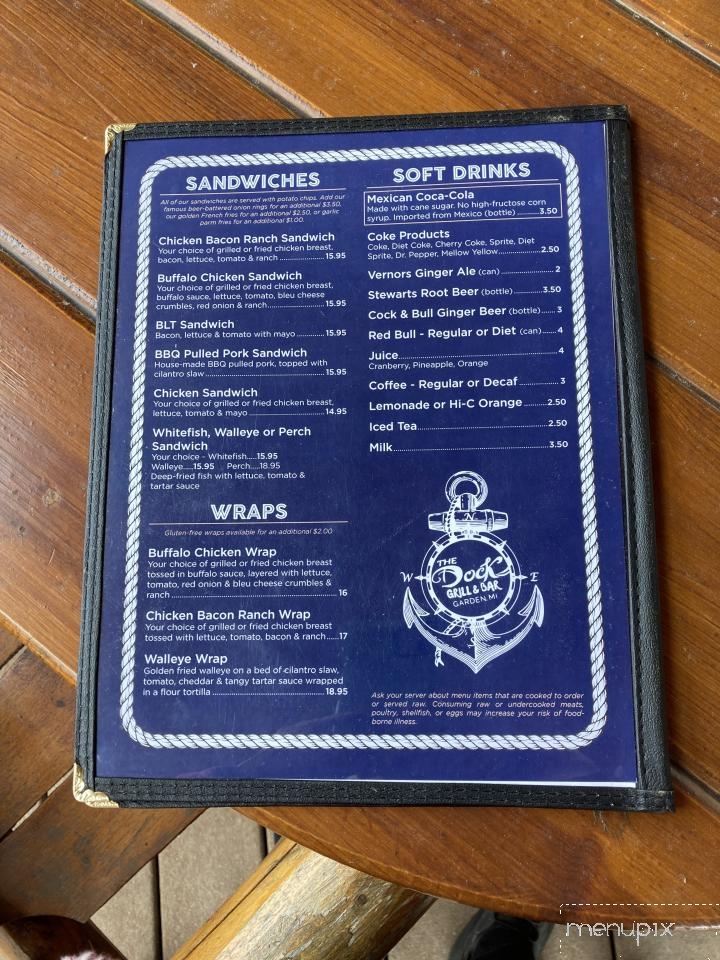 SANDWICHES
All of our sandwiches are served with potato chips. Add our
famous beer-battered onion rings for an additional $3.50,
our golden French fries for an additional $2.50, or garlic
parm fries for an additional $1.00.
Chicken Bacon Ranch Sandwich
Your choice of grilled or fried chicken breast,
bacon, lettuce, tomato & ranch ............ 15.95
Buffalo Chicken Sandwich
Your choice of grilled or fried chicken breast,
buffalo sauce, lettuce, tomato, bleu cheese
crumbles, red onion & ranch ............ 15.95
BLT Sandwich
Bacon, lettuce & tomato with mayo ............ 15.95
BBQ Pulled Pork Sandwich
House-made BBQ pulled pork, topped with
cilantro slaw ............ 15.95
Chicken Sandwich
Your choice of grilled or fried chicken breast,
lettuce, tomato & mayo ............ 14.95
Whitefish, Walleye or Perch
Sandwich
Your choice - Whitefish.....15.95
Walleye.....15.95 Perch.....18.95
Deep-fried fish with lettuce, tomato &
tartar sauce
WRAPS
Gluten-free wraps available for an additional $2.00
Buffalo Chicken Wrap
Your choice of grilled or fried chicken breast
tossed in buffalo sauce, layered with lettuce,
tomato, red onion & bleu cheese crumbles &
ranch ............ 16
Chicken Bacon Ranch Wrap
Your choice of grilled or fried chicken breast
tossed with lettuce, tomato, bacon & ranch.....17
Walleye Wrap
Golden fried walleye on a bed of cilantro slaw,
tomato, cheddar & tangy tartar sauce wrapped
in a flour tortilla ............ 18.95
SOFT DRINKS
Mexican Coca-Cola
Made with cane sugar. No high-fructose corn
syrup. Imported from Mexico (bottle) ............3.50
Coke Products
Coke, Diet Coke, Cherry Coke, Sprite, Diet
Sprite, Dr. Pepper, Mellow Yellow............2.50
Vernors Ginger Ale (can) ............ 2
Stewarts Root Beer (bottle)............ 3.50
Cock & Bull Ginger Beer (bottle)..... 3
Red Bull - Regular or Diet (can)..... 4
Juice............ 4
Cranberry, Pineapple, Orange
Coffee - Regular or Decaf ............ 3
Lemonade or Hi-C Orange............2.50
Iced Tea............ 2.50
Milk............ 3.50
N
W E
THE
Dock
GRILL & BAR
GARDEN, MI
S
Ask your server about menu items that are cooked to order
or served raw. Consuming raw or undercooked meats,
poultry, shellfish, or eggs may increase your risk of food-
borne illness.
menupix